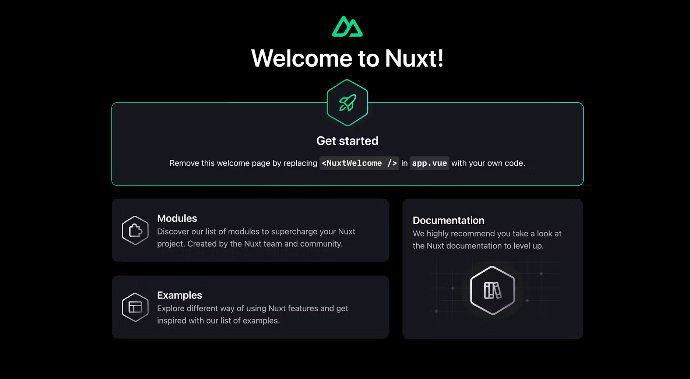 Welcome to Nuxt!
Get started
Remove this welcome page by replacing <NuxtWelcome /> in app.vue with your own code.
Modules
Discover our list of modules to supercharge your Nuxt
project. Created by the Nuxt team and community.
Examples
Explore different way of using Nuxt features and get
inspired with our list of examples.
Documentation
We highly recommend you take a look at
the Nuxt documentation to level up.